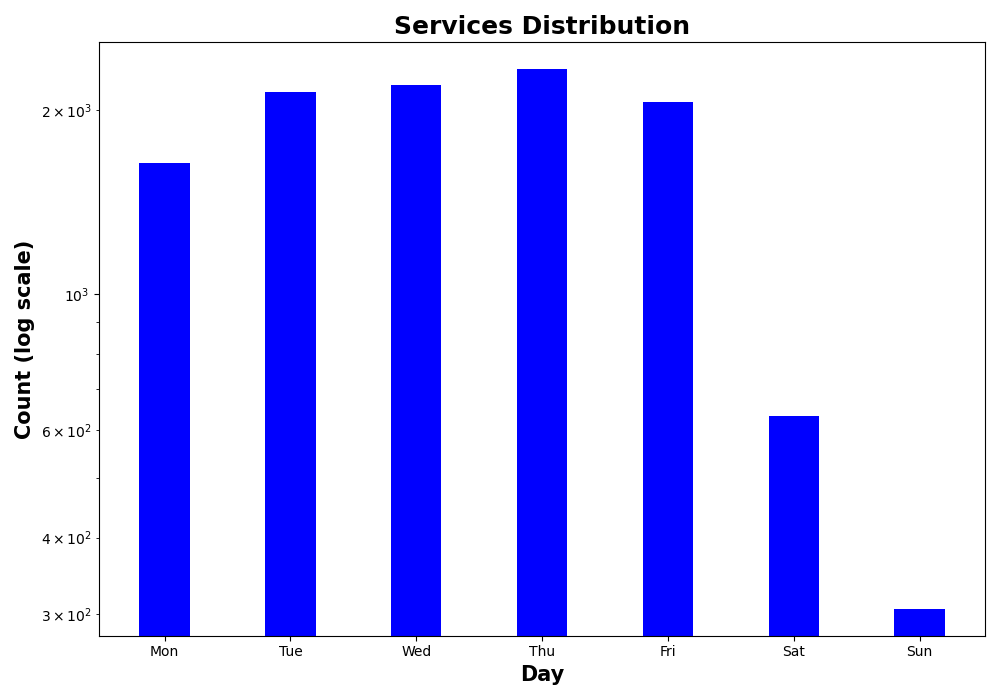 Services Distribution
Count (log scale)
2 × 10³
10³
6 × 10²
4 × 10²
3 × 10²
Mon Tue Wed Thu Fri Sat Sun
Day